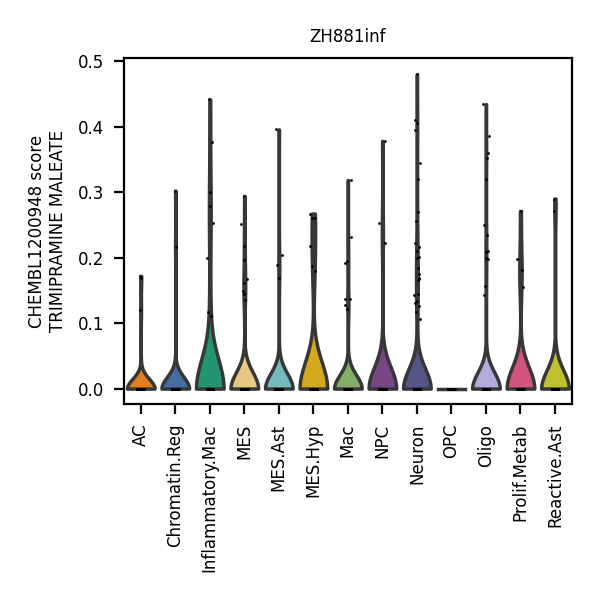 ZH881inf
CHEMBL1200948 score
TRIMIPRAMINE MALEATE
0.5
0.4
0.3
0.2
0.1
0.0
AC
Chromatin.Reg
Inflammatory.Mac
MES
MES.Ast
MES.Hyp
Mac
NPC
Neuron
OPC
Oligo
Prolif.Metab
Reactive.Ast